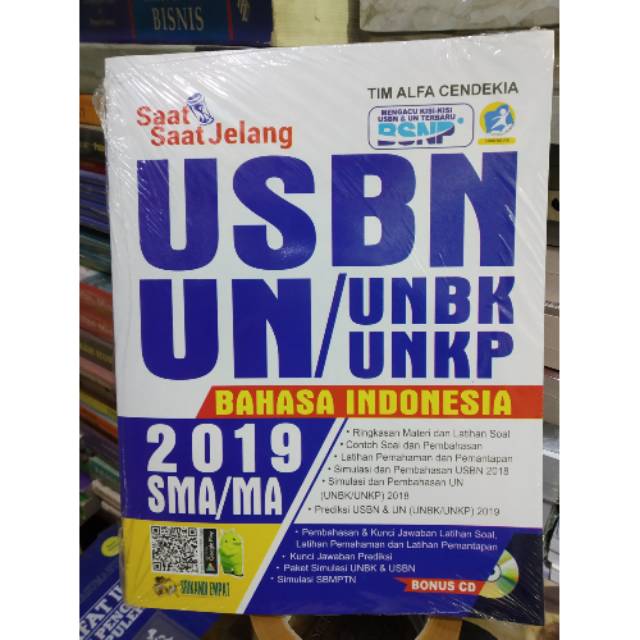 BISNIS
TIM ALFA CENDEKIA
Saat
Saat Jelang
MENGACU KISI-KISI
USBN & UN TERBARU
BSNP
USBN
UN/UNBK
UNKP
BAHASA INDONESIA
2019
SMA/MA
• Ringkasan Materi dan Latihan Soal
• Contoh Soal dan Pembahasan
• Latihan Pemahaman dan Pemantapan
• Simulasi dan Pembahasan USBN 2018
• Simulasi dan Pembahasan UN
(UNBK/UNKP) 2018
• Prediksi USBN & UN (UNBK/UNKP) 2019
• Pembahasan & Kunci Jawaban Latihan Soal,
Latihan Pemahaman dan Latihan Pemantapan
• Kunci Jawaban Prediksi
• Paket Simulasi UNBK & USBN
• Simulasi SBMPTN
Google Play
SRIKANDI EMPAT
BONUS CD